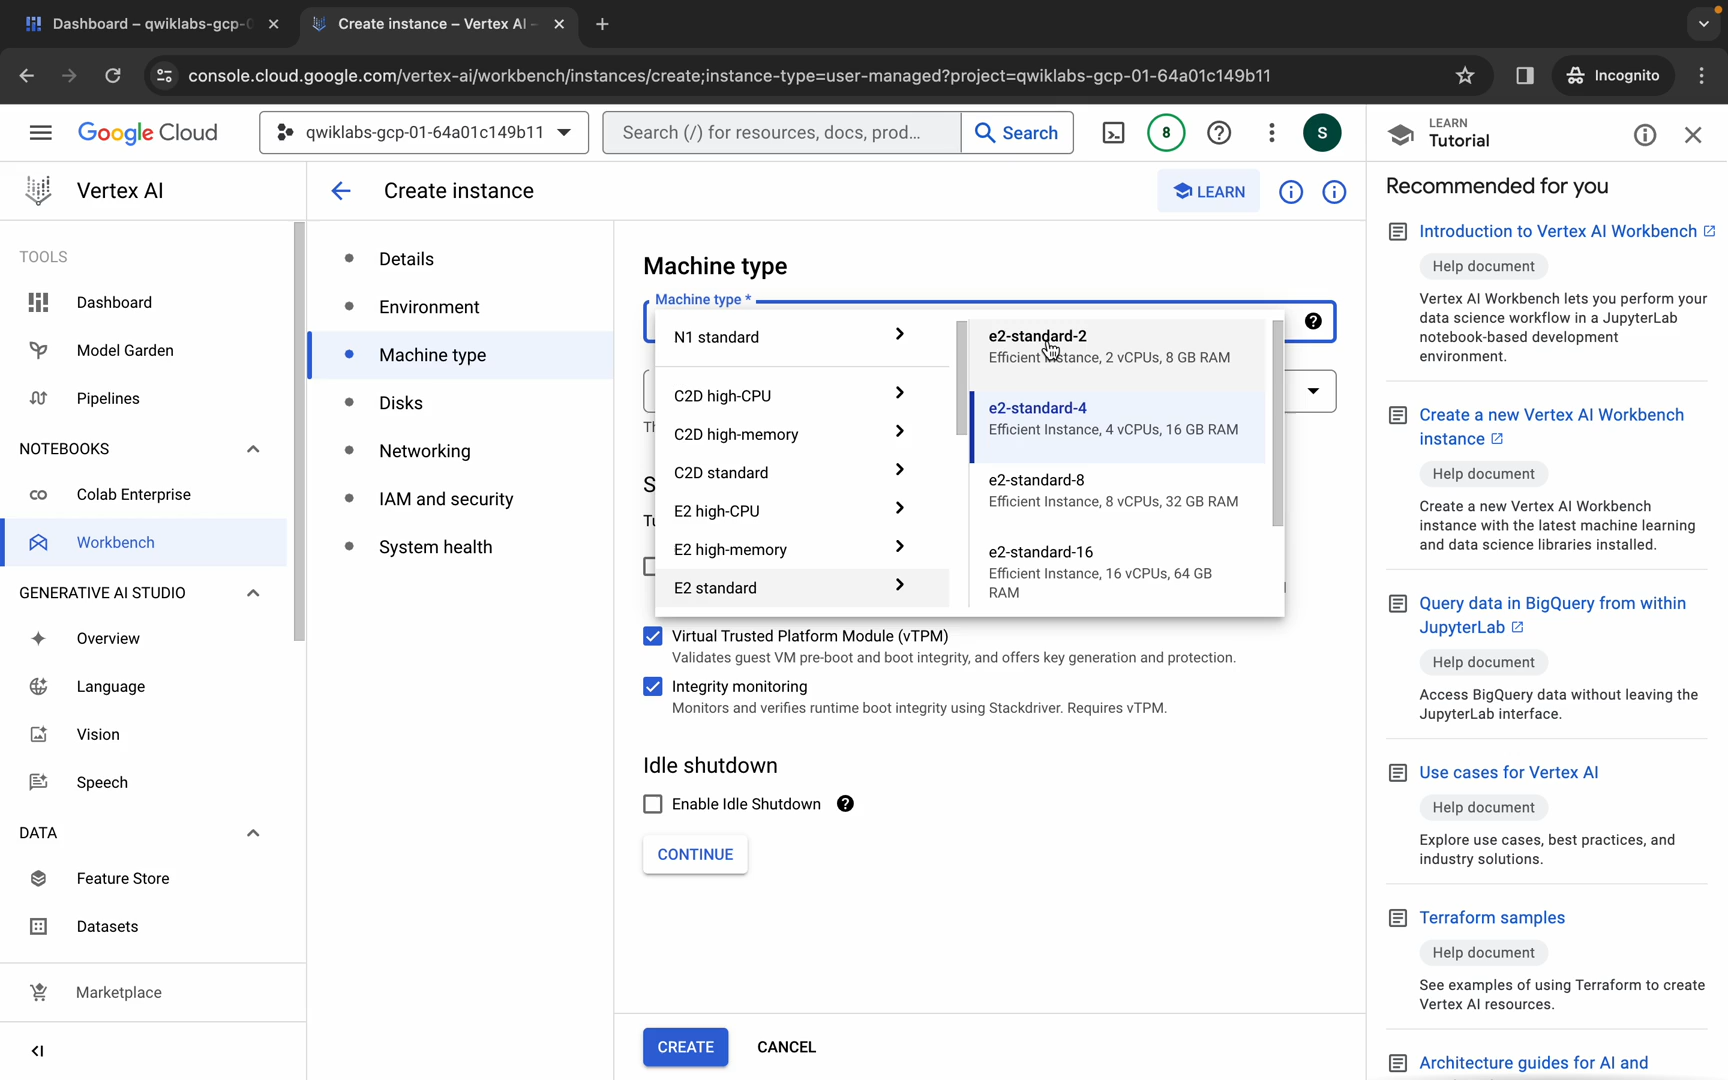 Dashboard – qwiklabs-gcp-
Create instance – Vertex AI –
console.cloud.google.com/vertex-ai/workbench/instances/create;instance-type=user-managed?project=qwiklabs-gcp-01-64a01c149b11
Incognito
Google Cloud
qwiklabs-gcp-01-64a01c149b11
Search (/) for resources, docs, prod...
Search
8
S
LEARN
Tutorial
Vertex AI
Create instance
LEARN
TOOLS
Dashboard
Model Garden
Pipelines
NOTEBOOKS
Colab Enterprise
Workbench
GENERATIVE AI STUDIO
Overview
Language
Vision
Speech
DATA
Feature Store
Datasets
Marketplace
Details
Environment
Machine type
Disks
Networking
IAM and security
System health
Machine type
Machine type *
N1 standard
C2D high-CPU
C2D high-memory
C2D standard
E2 high-CPU
E2 high-memory
E2 standard
e2-standard-2
Efficient Instance, 2 vCPUs, 8 GB RAM
e2-standard-4
Efficient Instance, 4 vCPUs, 16 GB RAM
e2-standard-8
Efficient Instance, 8 vCPUs, 32 GB RAM
e2-standard-16
Efficient Instance, 16 vCPUs, 64 GB
RAM
Virtual Trusted Platform Module (vTPM)
Validates guest VM pre-boot and boot integrity, and offers key generation and protection.
Integrity monitoring
Monitors and verifies runtime boot integrity using Stackdriver. Requires vTPM.
Idle shutdown
Enable Idle Shutdown
CONTINUE
CREATE
CANCEL
Recommended for you
Introduction to Vertex AI Workbench
Help document
Vertex AI Workbench lets you perform your
data science workflow in a JupyterLab
notebook-based development
environment.
Create a new Vertex AI Workbench
instance
Help document
Create a new Vertex AI Workbench
instance with the latest machine learning
and data science libraries installed.
Query data in BigQuery from within
JupyterLab
Help document
Access BigQuery data without leaving the
JupyterLab interface.
Use cases for Vertex AI
Help document
Explore use cases, best practices, and
industry solutions.
Terraform samples
Help document
See examples of using Terraform to create
Vertex AI resources.
Architecture guides for AI and